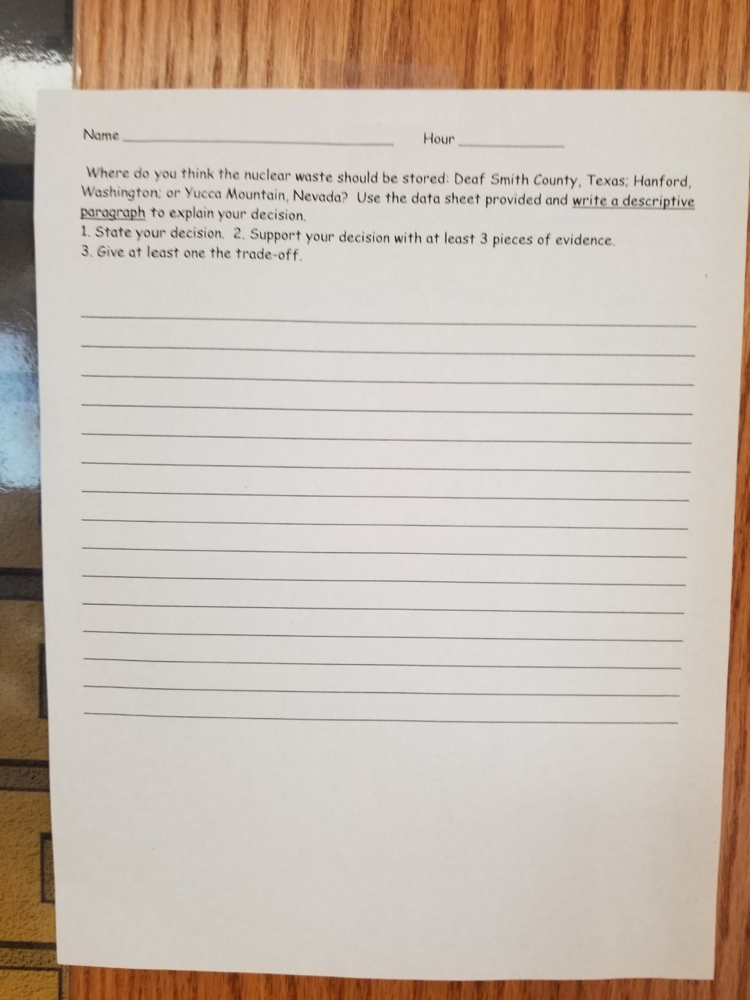 Name Hour
Where do you think the nuclear waste should be stored: Deaf Smith County, Texas; Hanford,
Washington; or Yucca Mountain, Nevada? Use the data sheet provided and write a descriptive
paragraph to explain your decision.
1. State your decision. 2. Support your decision with at least 3 pieces of evidence.
3. Give at least one the trade-off.